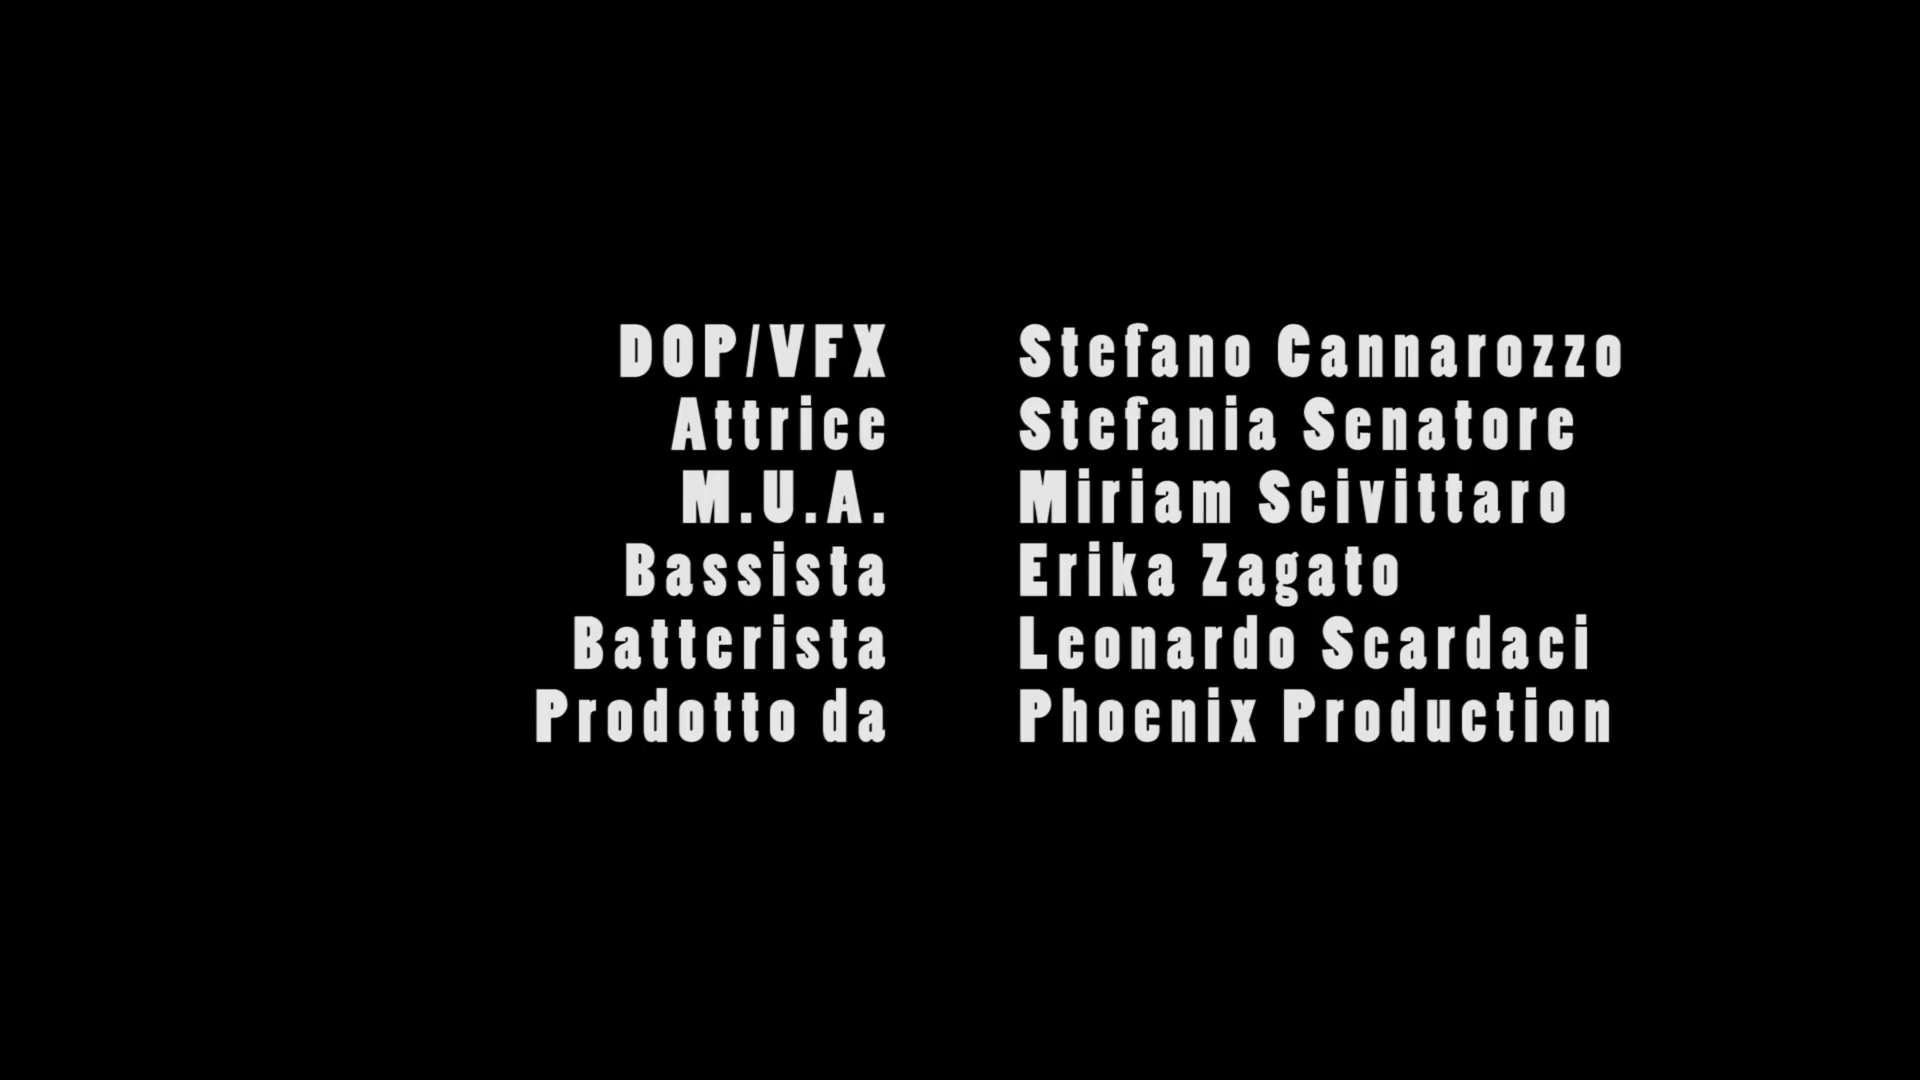 DOP/VFX Stefano Cannarozzo
Attrice Stefania Senatore
M.U.A. Miriam Scivittaro
Bassista Erika Zagato
Batterista Leonardo Scardaci
Prodotto da Phoenix Production